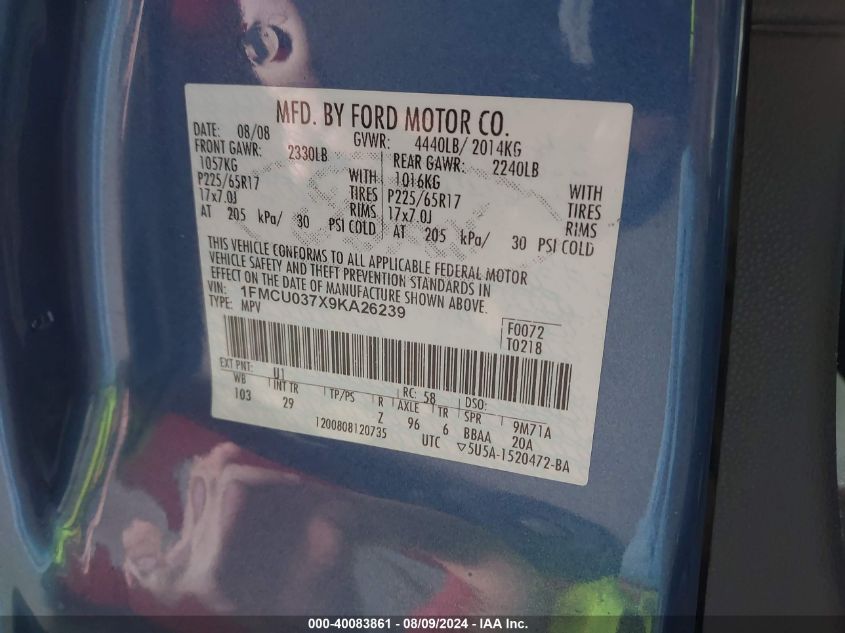 MFD. BY FORD MOTOR CO.
DATE: 08/08 GVWR: 4440LB/ 2014KG
FRONT GAWR: 2330LB REAR GAWR: 2240LB
1057KG WITH 1016KG WITH
P225/65R17 TIRES P225/65R17 TIRES
17x7.0J RIMS 17x7.0J RIMS
AT 205 kPa/ 30 PSI COLD AT 205 kPa/ 30 PSI COLD
THIS VEHICLE CONFORMS TO ALL APPLICABLE FEDERAL MOTOR
VEHICLE SAFETY AND THEFT PREVENTION STANDARDS IN
EFFECT ON THE DATE OF MANUFACTURE SHOWN ABOVE.
VIN: 1FMCU037X9KA26239
TYPE: MPV
F0072
T0218
EXT PNT: U1 RC: 58 DSO:
WB INT TR TP/PS R AXLE TR SPR 9M71A
103 29 Z 96 6 BBAA 20A
1200808120735 UTC ▽5U5A-1520472-BA
000-40083861 - 08/09/2024 - IAA Inc.